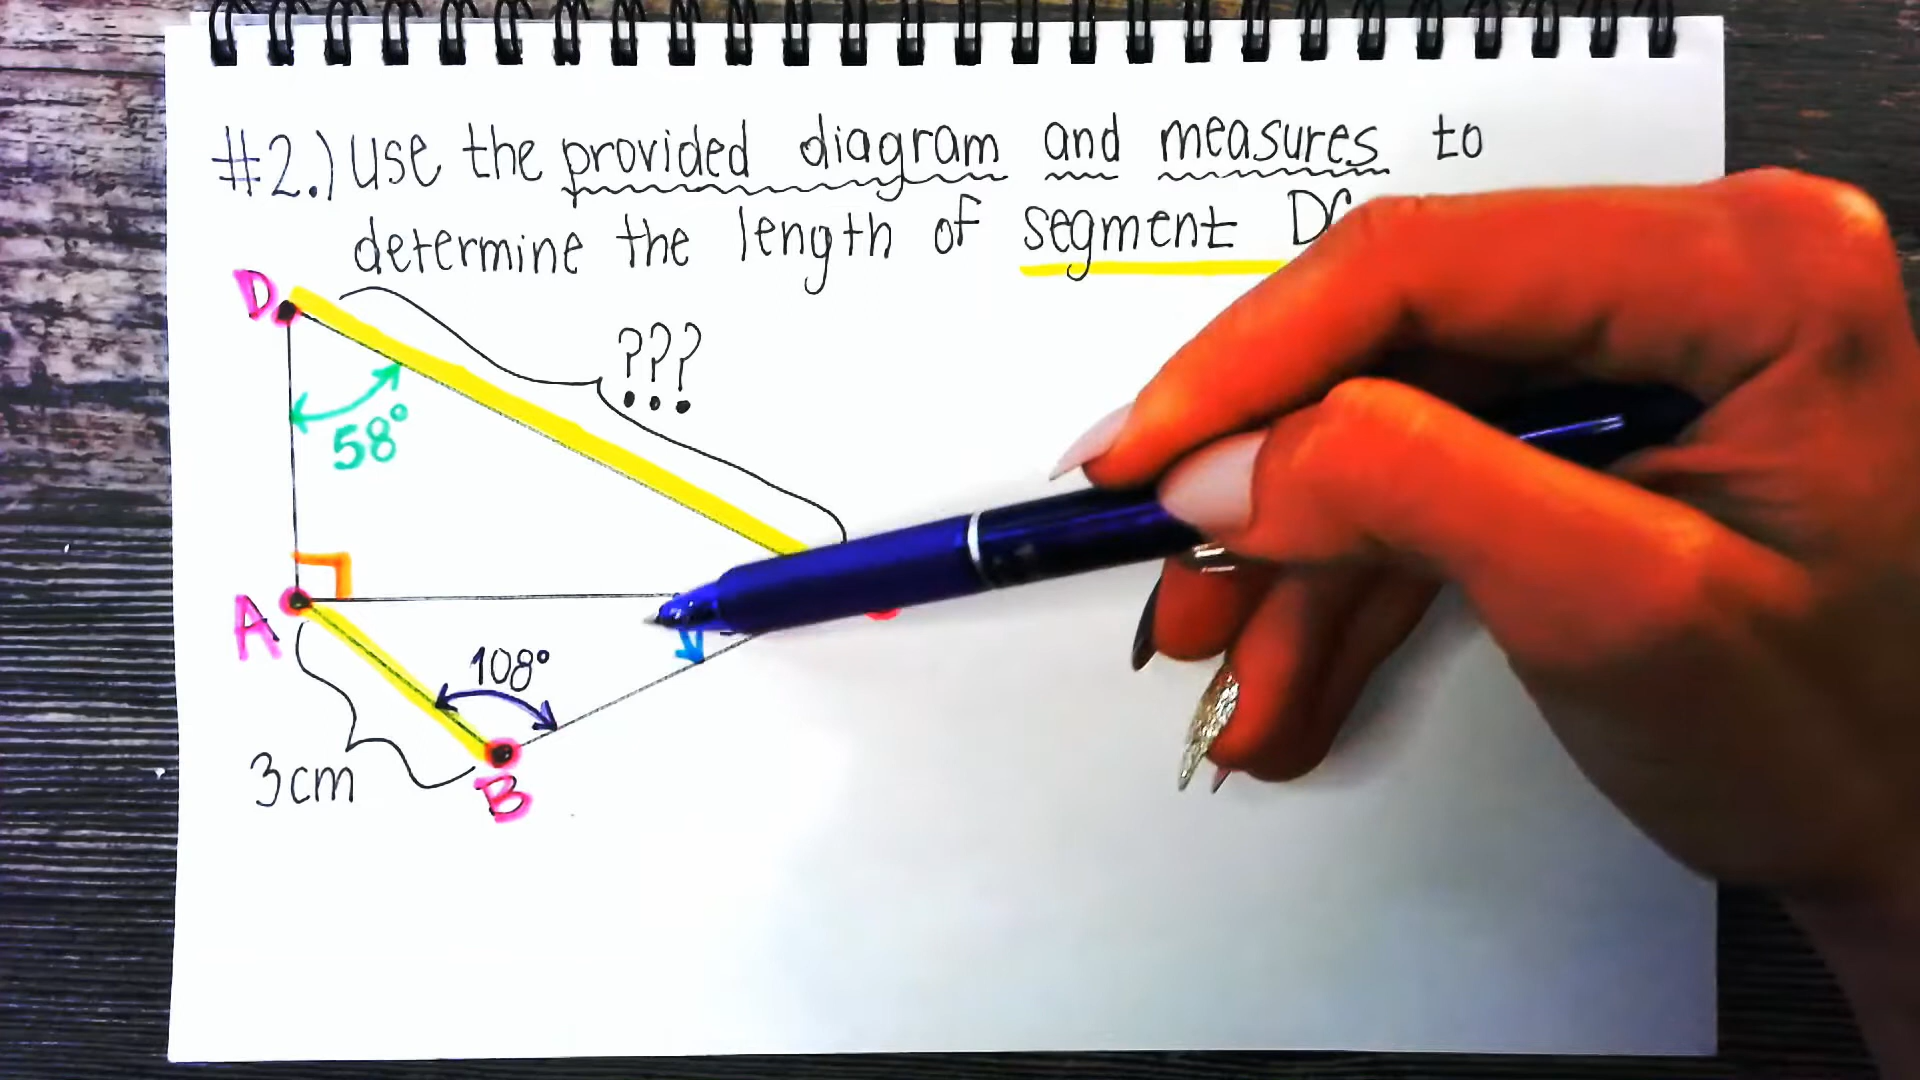 #2.) use the provided diagram and measures to
determine the length of segment
D
???
58°
A
108°
3cm
B